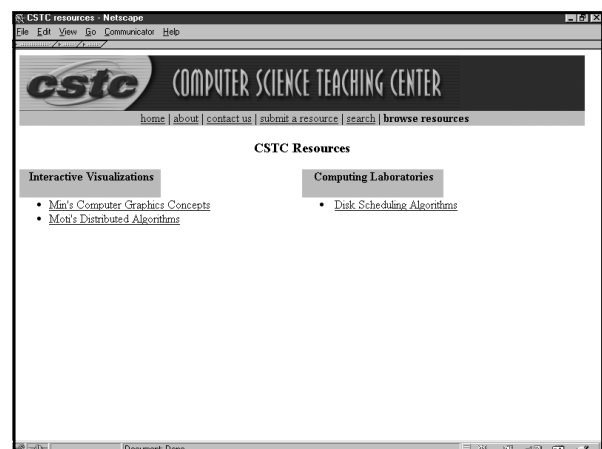 CSTC resources - Netscape
File Edit View Go Communicator Help
cstc COMPUTER SCIENCE TEACHING CENTER
home | about | contact us | submit a resource | search | browse resources
CSTC Resources
Interactive Visualizations
• Min's Computer Graphics Concepts
• Moti's Distributed Algorithms
Computing Laboratories
• Disk Scheduling Algorithms
Document: Done